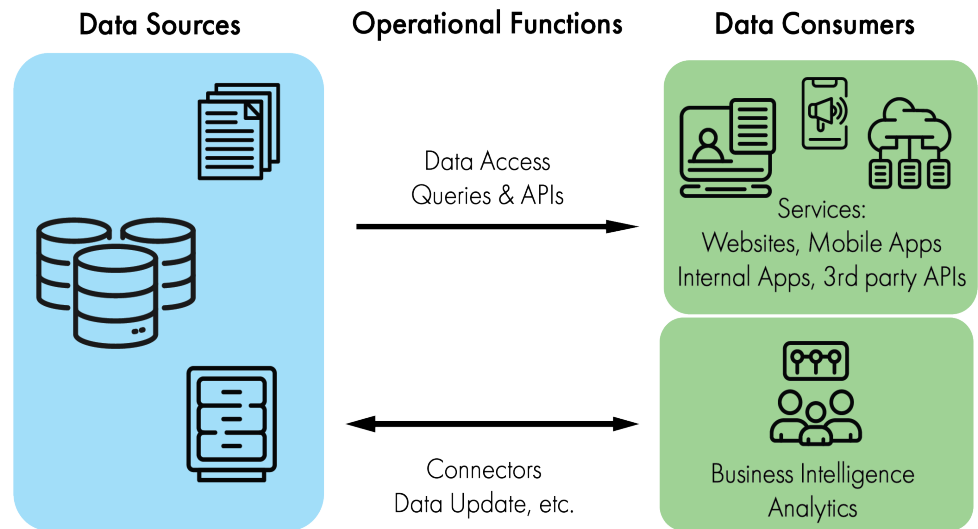 Data Sources
Operational Functions
Data Consumers
Data Access
Queries & APIs
Services:
Websites, Mobile Apps
Internal Apps, 3rd party APIs
Connectors
Data Update, etc.
Business Intelligence
Analytics